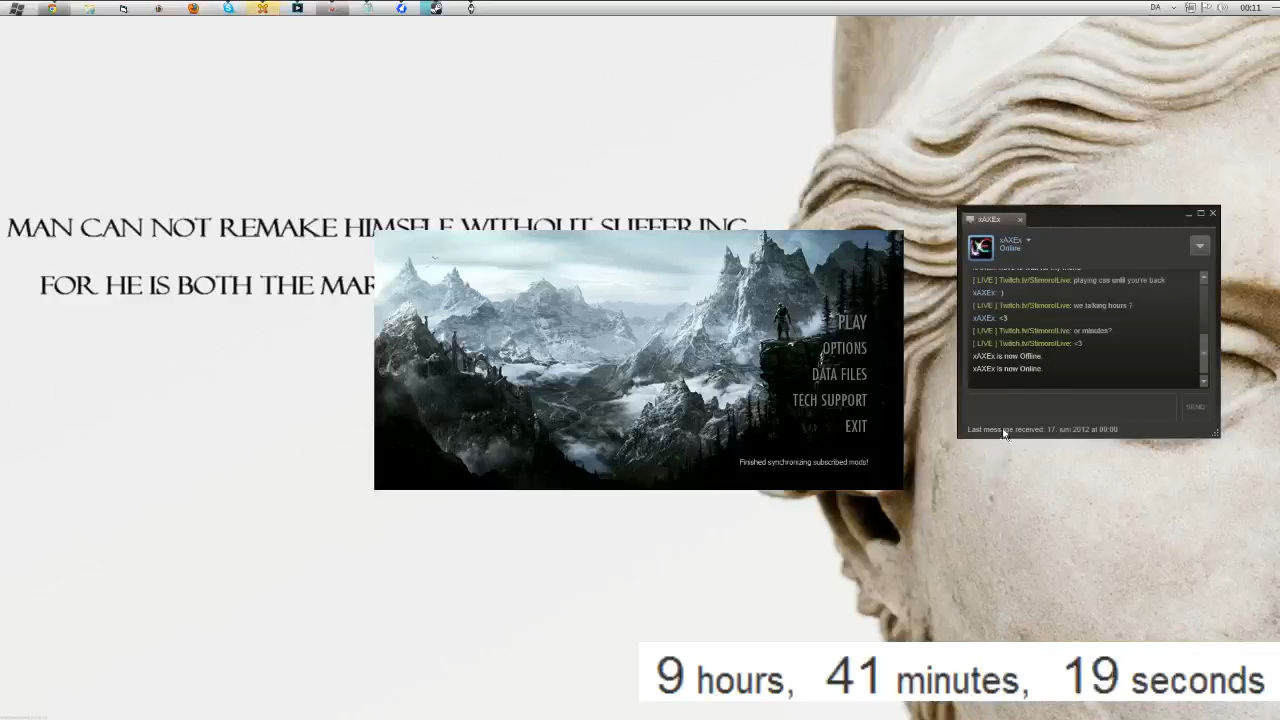 DA
00:11
MAN CAN NOT REMAKE HIMSELF WITHOUT SUFFERING
FOR HE IS BOTH THE MAR
PLAY
OPTIONS
DATA FILES
TECH SUPPORT
EXIT
Finished synchronizing subscribed mods!
xAXEx
xAXEx
Online
[ LIVE ] Twitch.tv/StimorolLive: playing css until you're back
xAXEx: :)
[ LIVE ] Twitch.tv/StimorolLive: we talking hours ?
xAXEx: <3
[ LIVE ] Twitch.tv/StimorolLive: or minutes?
[ LIVE ] Twitch.tv/StimorolLive: <3
xAXEx is now Offline.
xAXEx is now Online.
SEND
Last message received: 17. juni 2012 at 00:00
9 hours, 41 minutes, 19 seconds